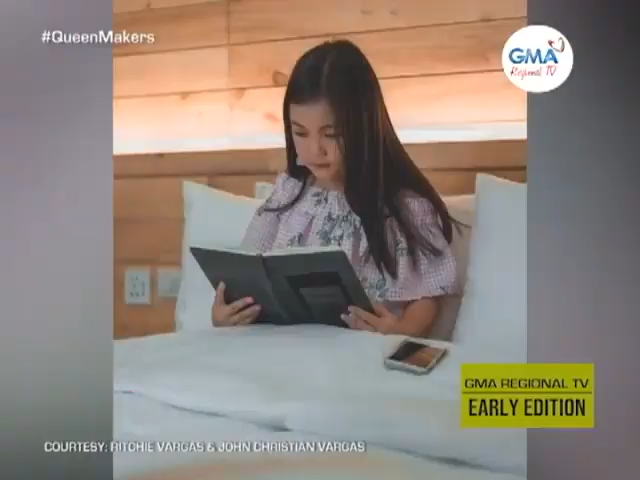 #QueenMakers
GMA
Regional TV
GMA REGIONAL TV
EARLY EDITION
COURTESY: RITCHIE VARGAS & JOHN CHRISTIAN VARGAS